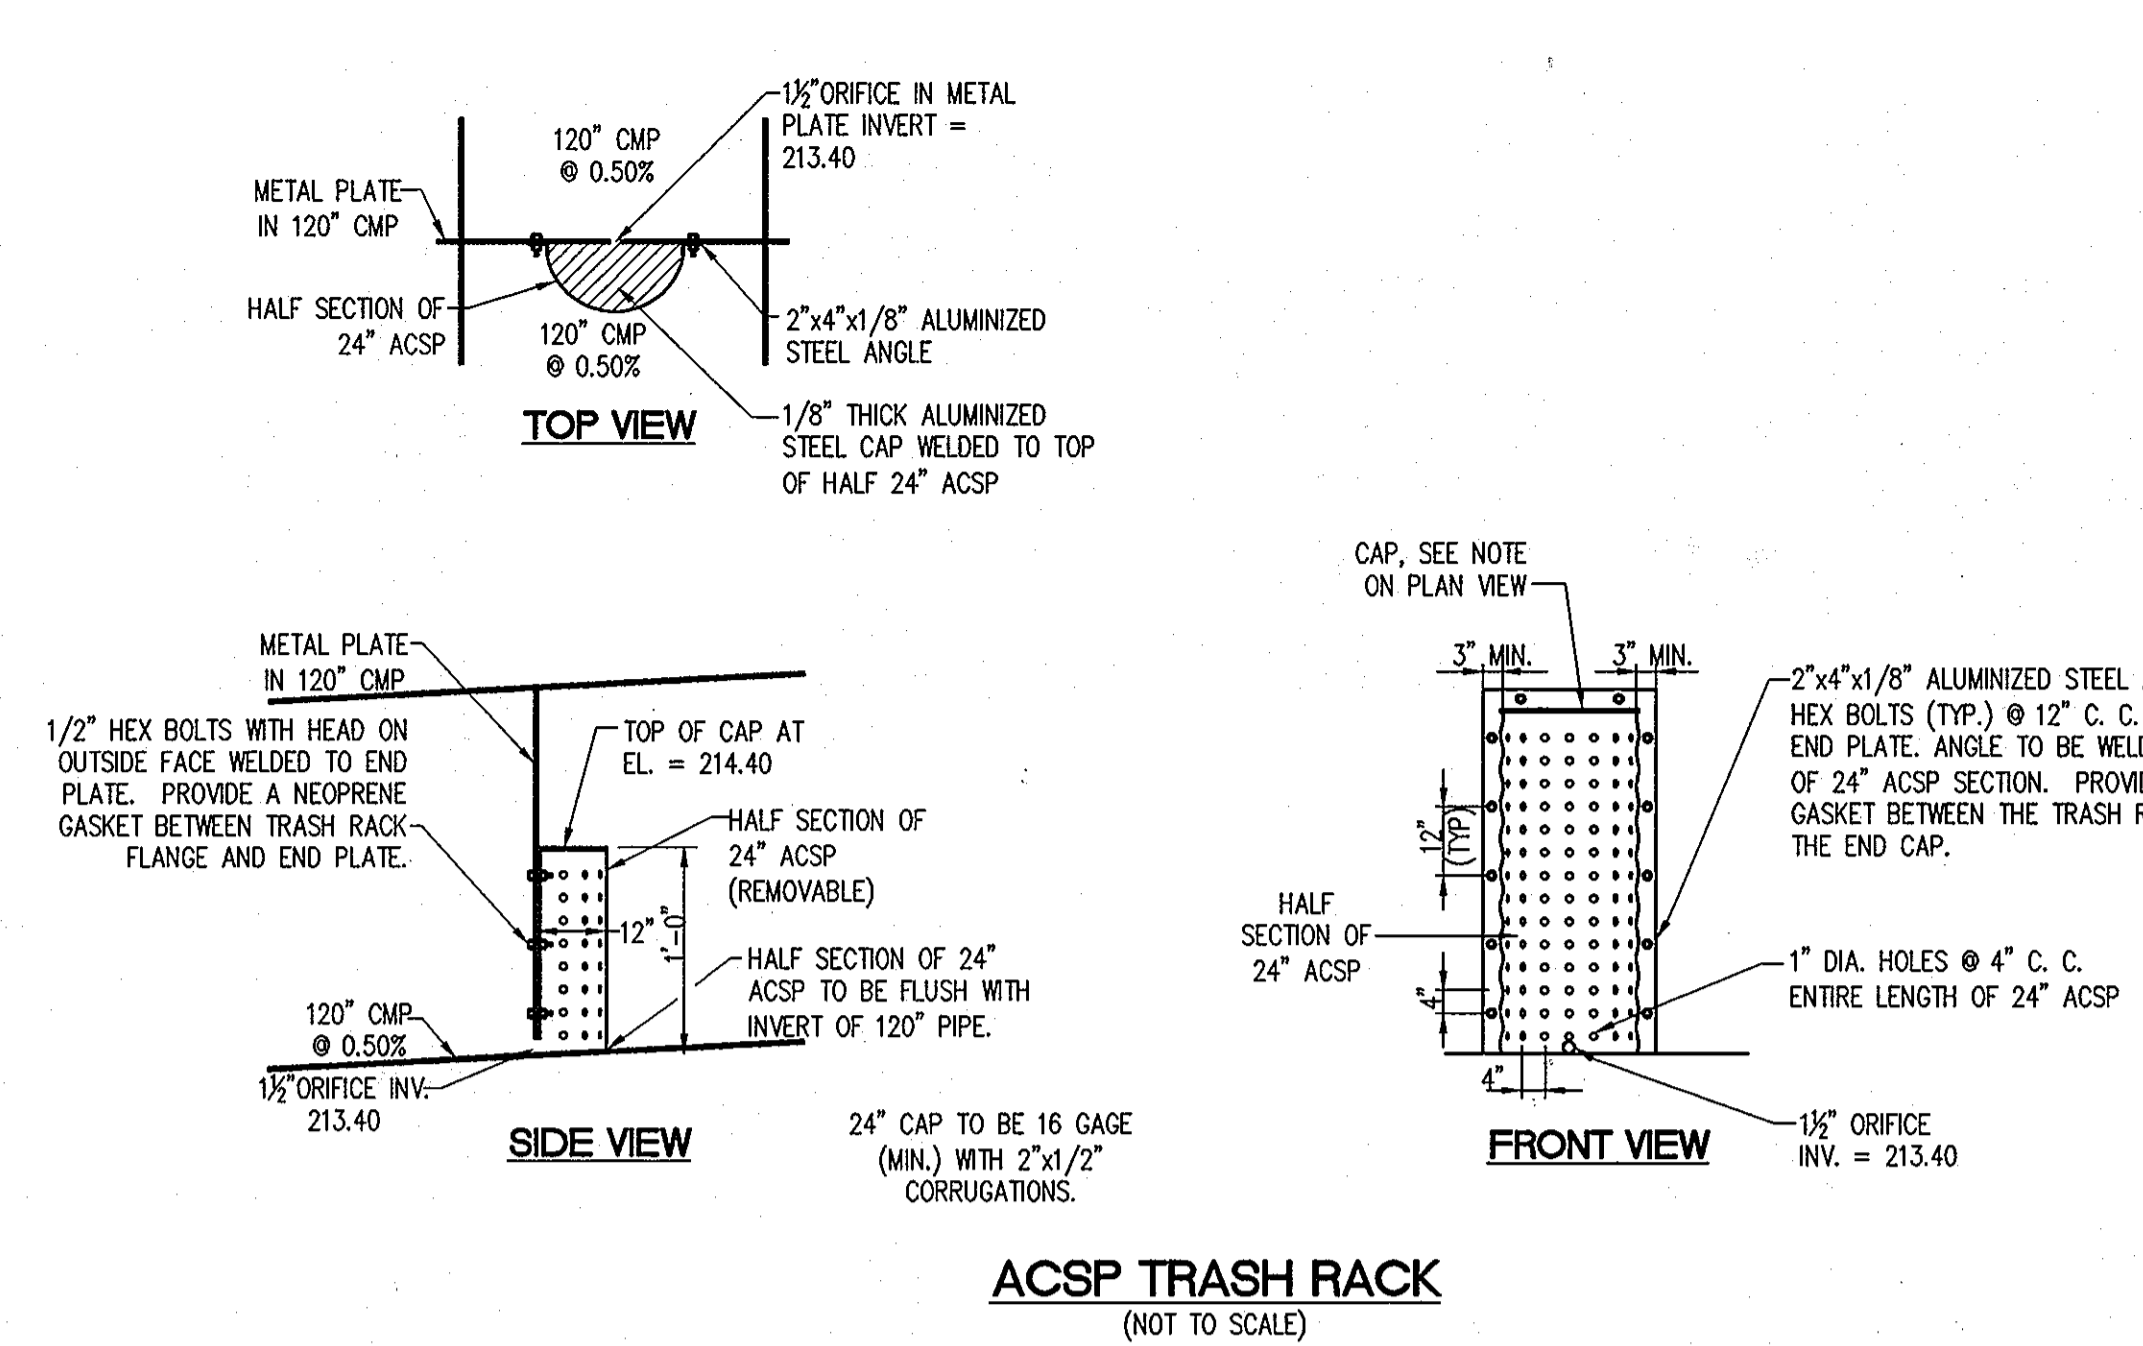 1½" ORIFICE IN METAL
PLATE INVERT =
213.40
120" CMP
@ 0.50%
METAL PLATE
IN 120" CMP
HALF SECTION OF
24" ACSP
120" CMP
@ 0.50%
2"x4"x1/8" ALUMINIZED
STEEL ANGLE
1/8" THICK ALUMINIZED
STEEL CAP WELDED TO TOP
OF HALF 24" ACSP
TOP VIEW
METAL PLATE
IN 120" CMP
1/2" HEX BOLTS WITH HEAD ON
OUTSIDE FACE WELDED TO END
PLATE. PROVIDE A NEOPRENE
GASKET BETWEEN TRASH RACK
FLANGE AND END PLATE.
TOP OF CAP AT
EL. = 214.40
HALF SECTION OF
24" ACSP
(REMOVABLE)
12"
1'-0"
HALF SECTION OF 24"
ACSP TO BE FLUSH WITH
INVERT OF 120" PIPE.
120" CMP
@ 0.50%
1½" ORIFICE INV.
213.40
SIDE VIEW
24" CAP TO BE 16 GAGE
(MIN.) WITH 2"x1/2"
CORRUGATIONS.
CAP, SEE NOTE
ON PLAN VIEW
3" MIN.
3" MIN.
2"x4"x1/8" ALUMINIZED STEEL
HEX BOLTS (TYP.) @ 12" C. C.
END PLATE. ANGLE TO BE WEL
OF 24" ACSP SECTION. PROVI
GASKET BETWEEN THE TRASH R
THE END CAP.
12"
(TYP)
HALF
SECTION OF
24" ACSP
4"
1" DIA. HOLES @ 4" C. C.
ENTIRE LENGTH OF 24" ACSP
4"
1½" ORIFICE
INV. = 213.40
FRONT VIEW
ACSP TRASH RACK
(NOT TO SCALE)